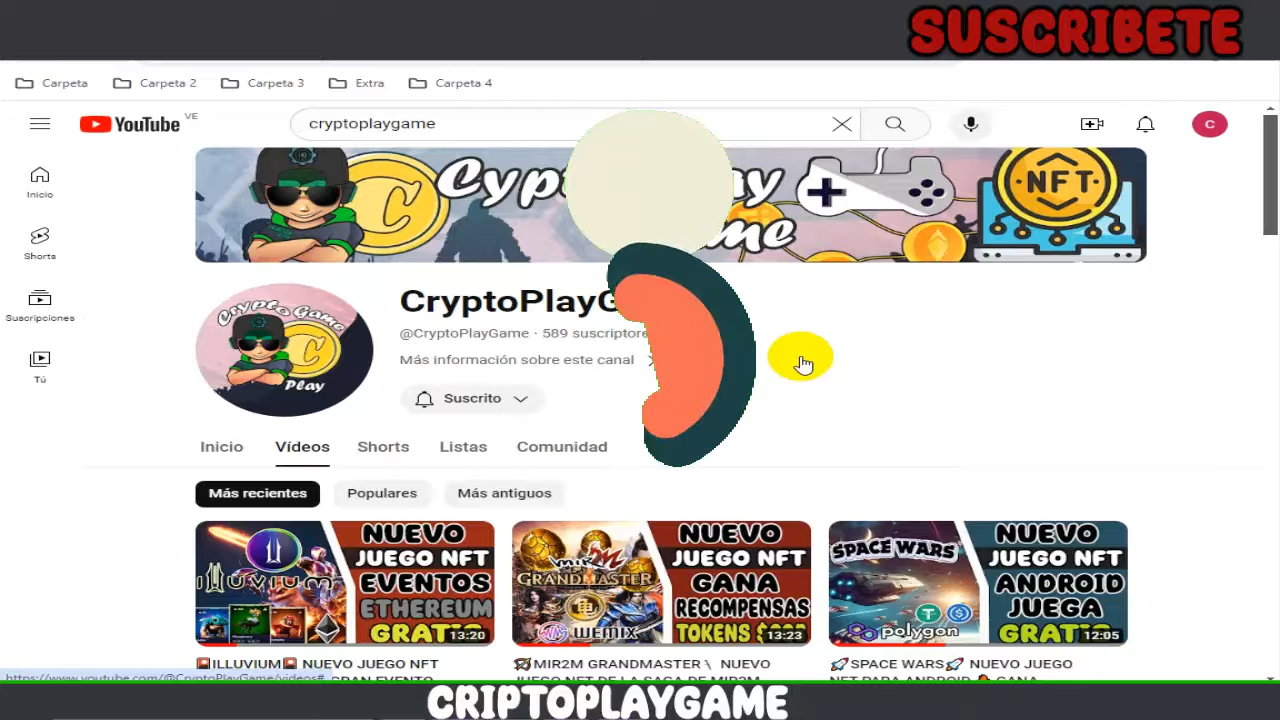 SUSCRIBETE
Carpeta Carpeta 2 Carpeta 3 Extra Carpeta 4
YouTube VE
cryptoplaygame
C
Inicio
Shorts
Suscripciones
Tú
NFT
CryptoPlayG
@CryptoPlayGame · 589 suscriptore
Más información sobre este canal
Suscrito
Crypto Game
Play
Inicio Vídeos Shorts Listas Comunidad
Más recientes Populares Más antiguos
ILLUVIUM
NUEVO
JUEGO NFT
EVENTOS
ETHEREUM
13:20
MIR M
GRANDMASTER
WEMIX
NUEVO
JUEGO NFT
GANA
RECOMPENSAS
TOKENS
13:23
SPACE WARS
polygon
NUEVO
JUEGO NFT
ANDROID
JUEGA
12:05
ILLUVIUM NUEVO JUEGO NFT
MIR2M GRANDMASTER \ NUEVO
SPACE WARS NUEVO JUEGO
https://www.youtube.com/@CryptoPlayGame/videos#
CRIPTOPLAYGAME